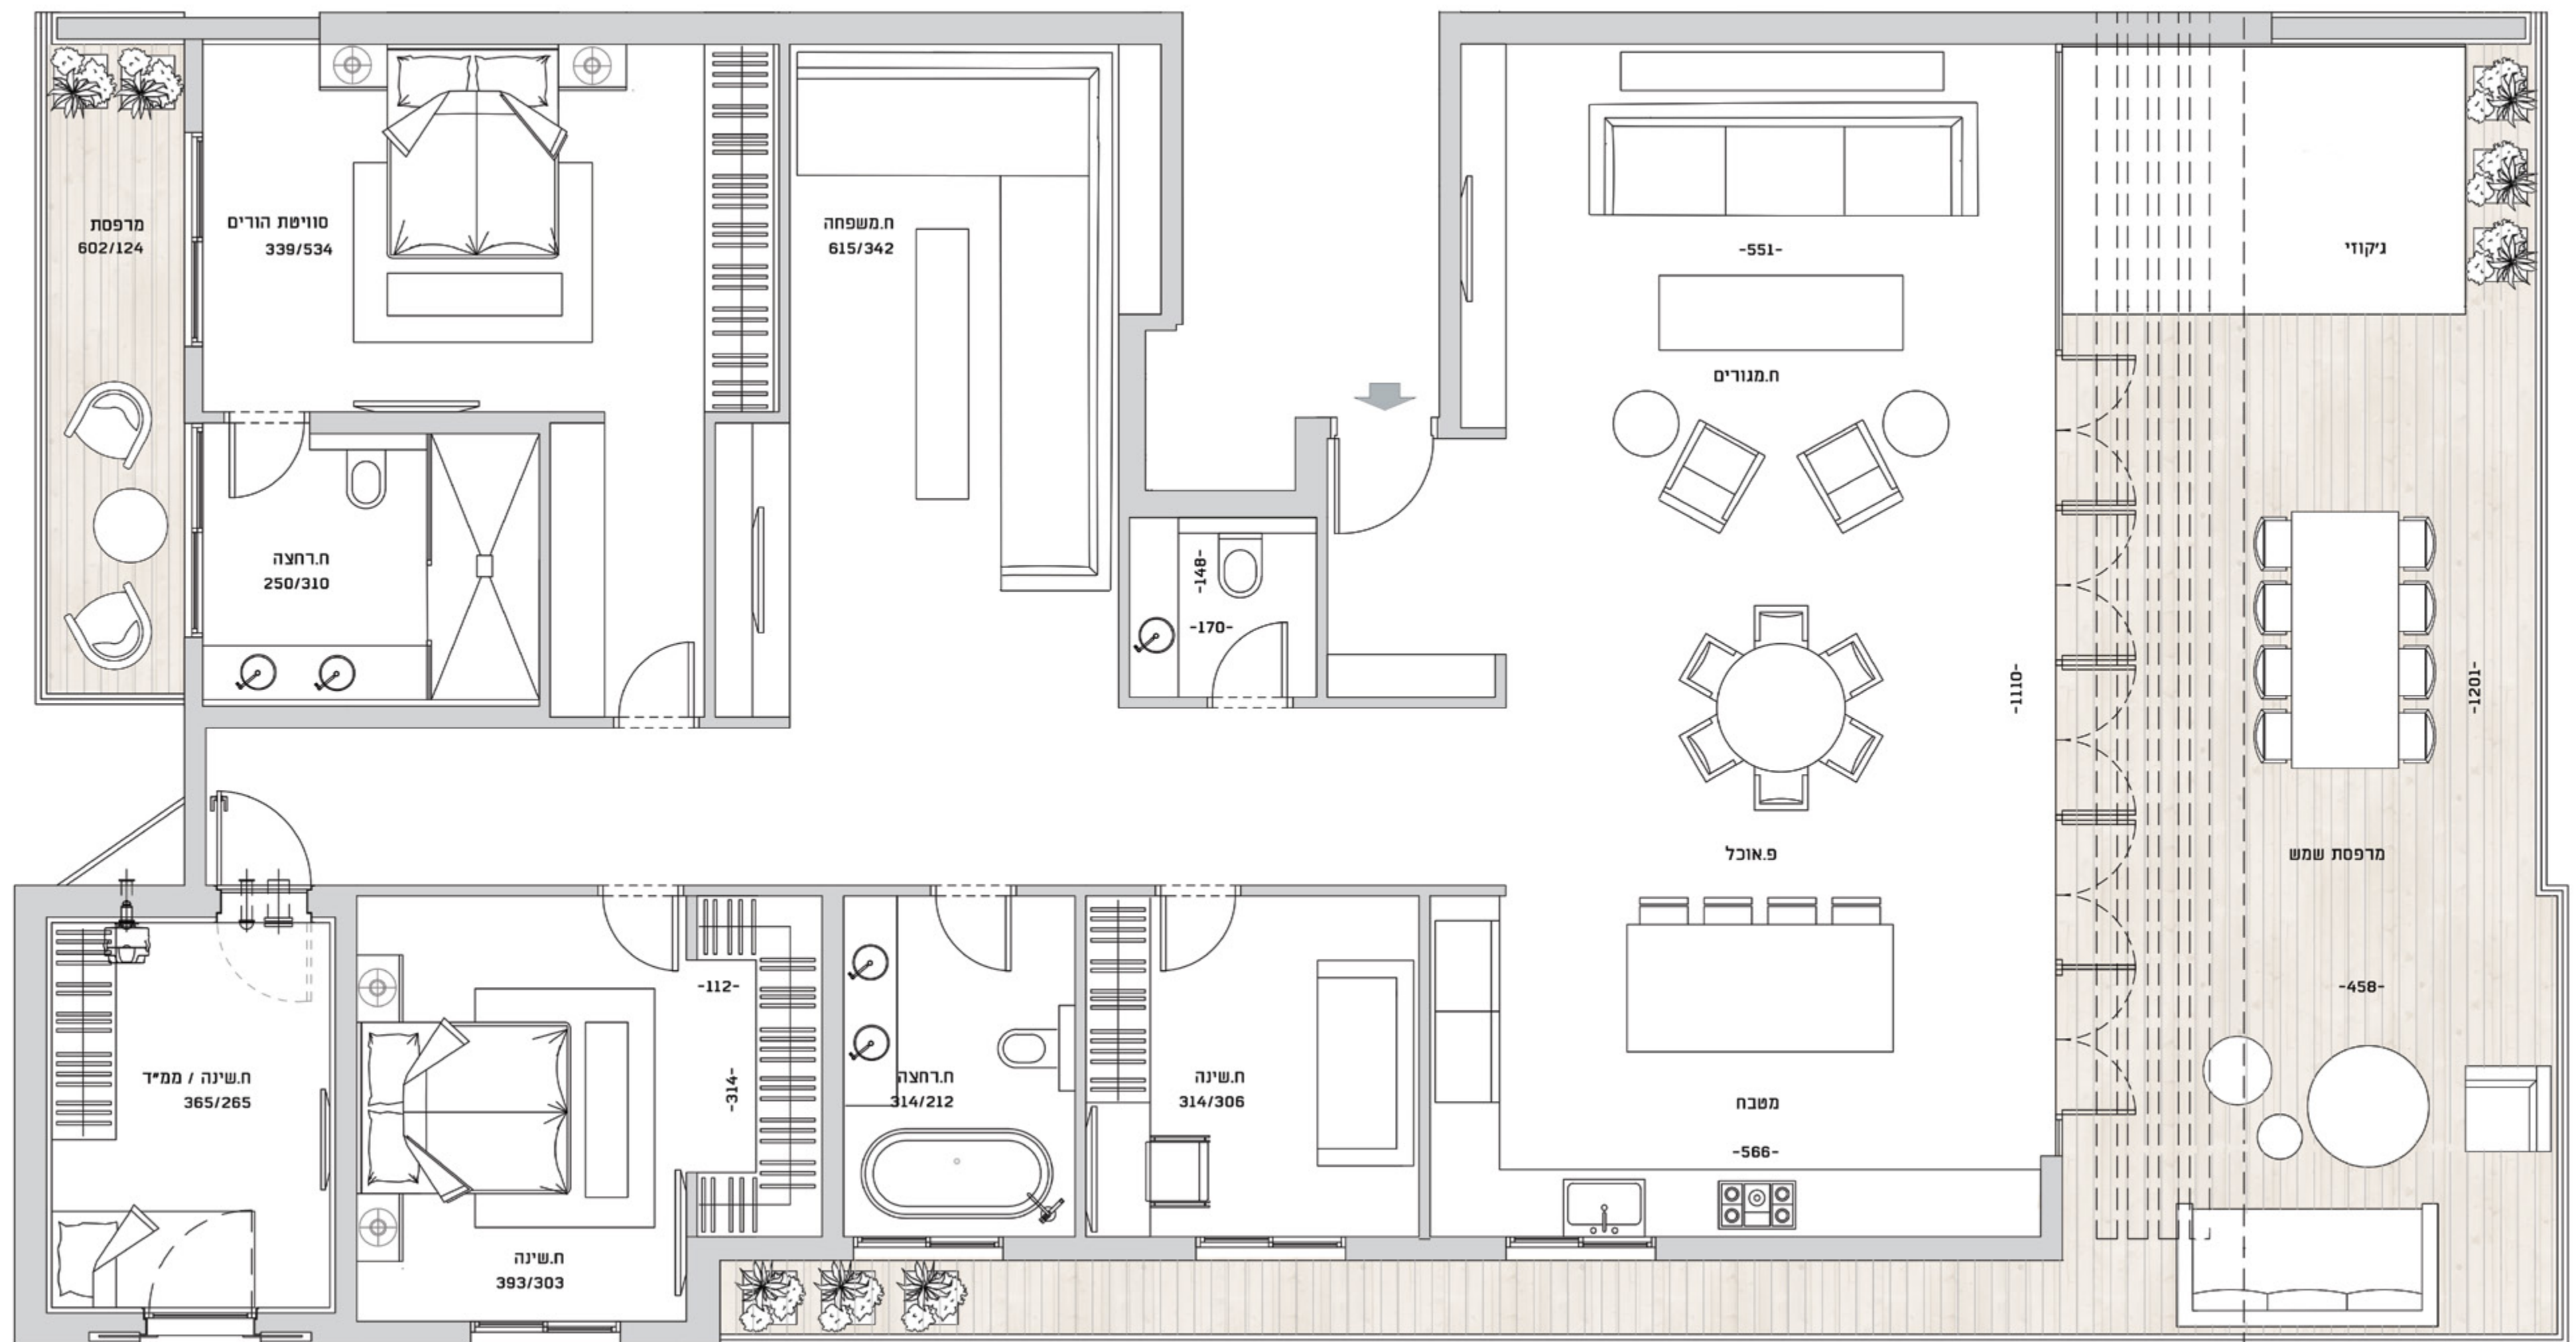 מרפסת
602/124
סוויטת הורים
339/534
ח.משפחה
615/342
-551-
ג'קוזי
ח.מגורים
ח.רחצה
250/310
-148-
-170-
-1110-
-1201-
פ.אוכל
מרפסת שמש
-458-
ח.שינה / ממ"ד
365/265
-112-
-314-
ח.רחצה
314/212
ח.שינה
314/306
מטבח
-566-
ח.שינה
393/303